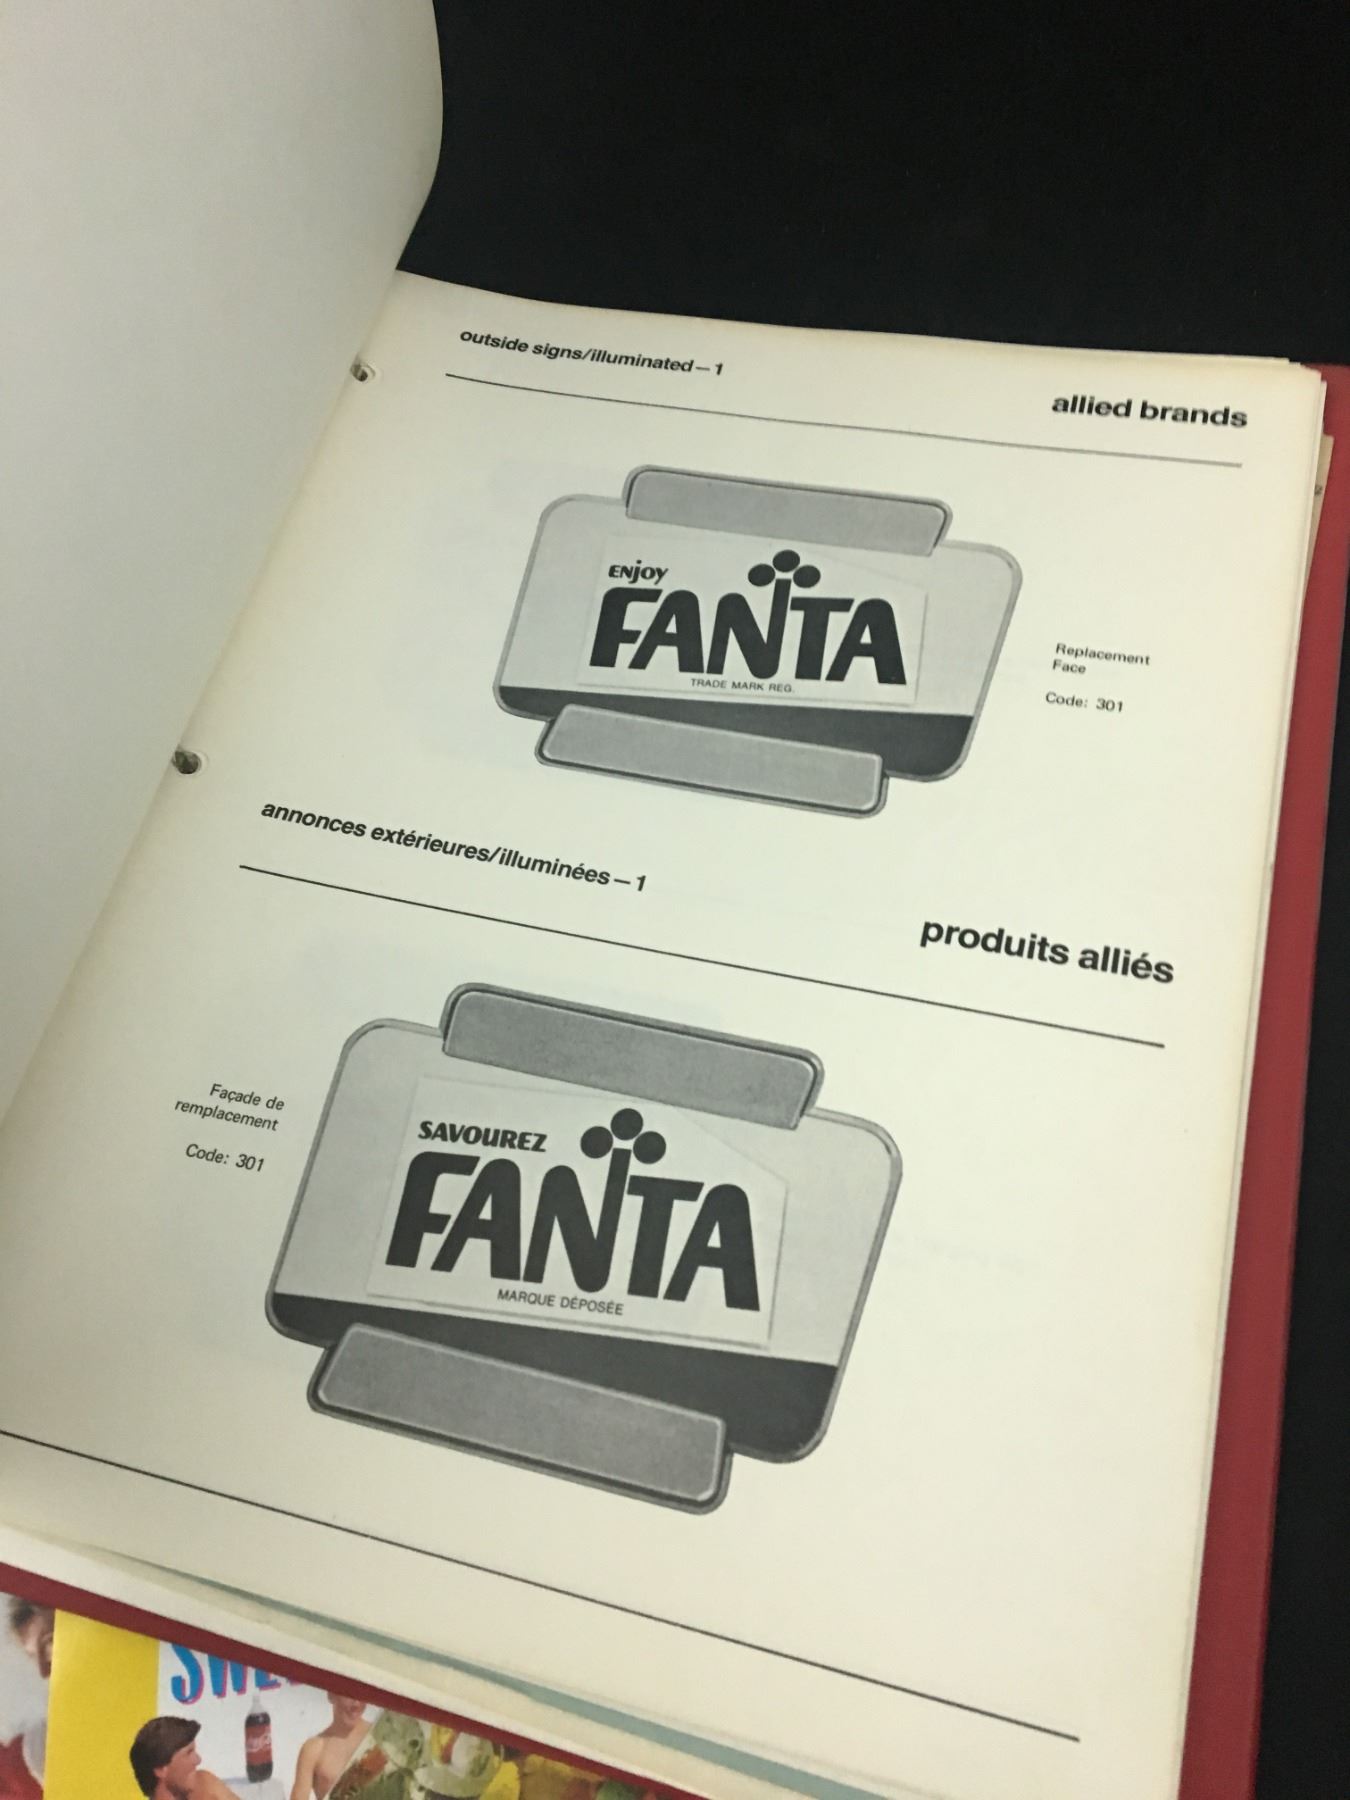 outside signs/illuminated—1
allied brands
ENjOY
FANTA
TRADE MARK REG.
Replacement
Face
Code: 301
annonces extérieures/illuminées—1
produits alliés
Façade de
remplacement
Code: 301
SAVOUREZ
FANTA
MARQUE DÉPOSÉE